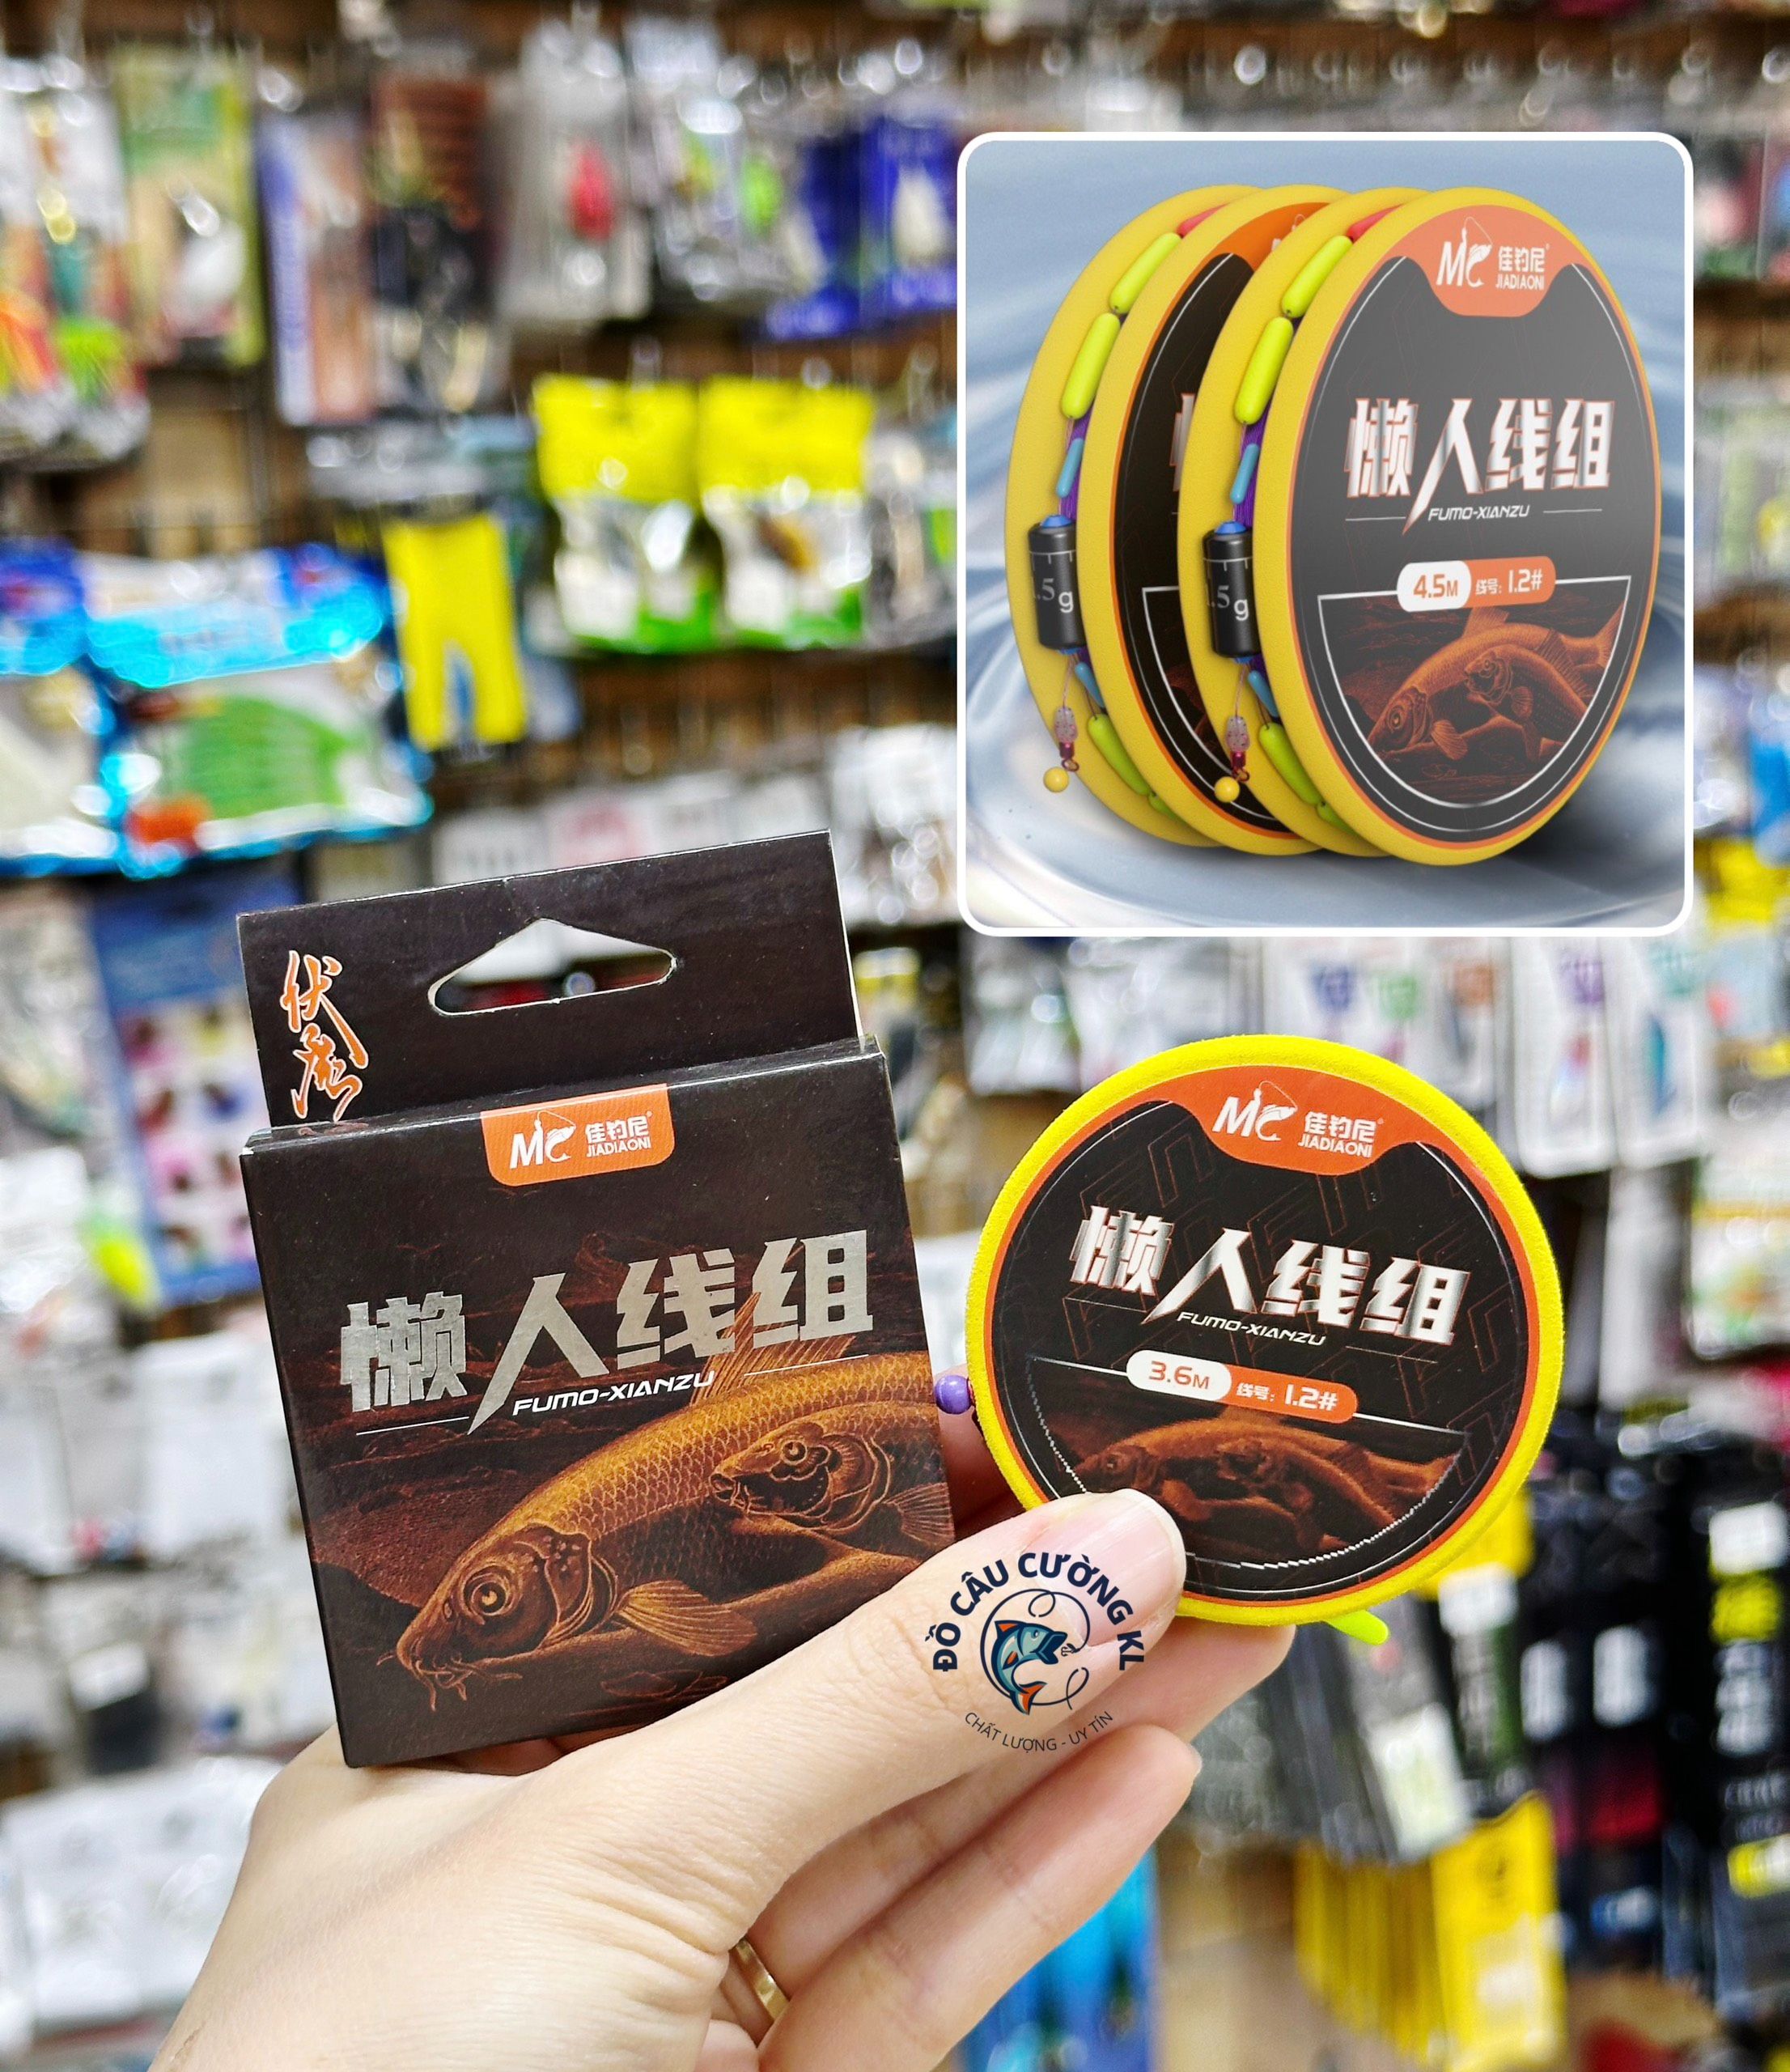 MC 佳钓尼®
JIADIAONI
懒人线组
FUMO-XIANZU
4.5M 线号: 1.2#
.5g
.5g
伏魔
MC 佳钓尼®
JIADIAONI
懒人线组
FUMO-XIANZU
MC 佳钓尼®
JIADIAONI
懒人线组
FUMO-XIANZU
3.6M 线号: 1.2#
ĐỒ CÂU CƯỜNG KL
CHẤT LƯỢNG - UY TÍN